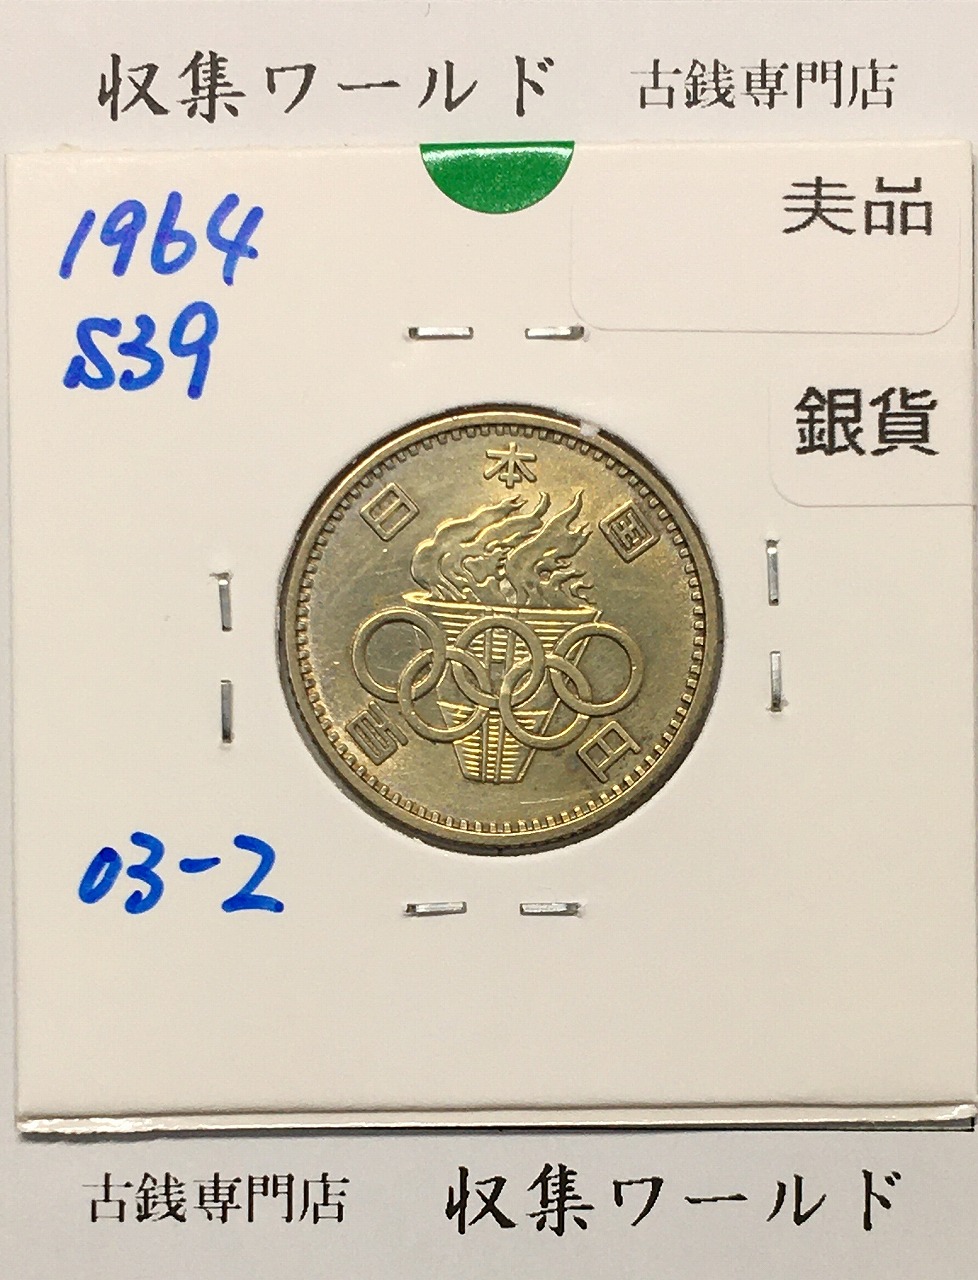 収集ワールド 古銭専門店
1964
S39
美品
銀貨
日本国
百円
03-2
古銭専門店 収集ワールド